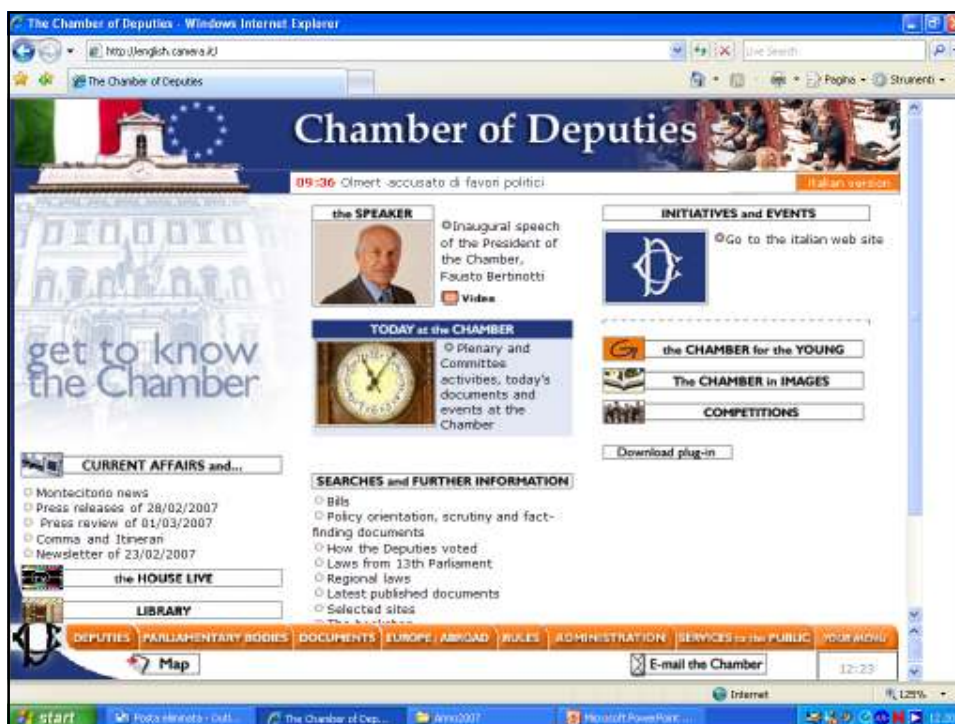 The Chamber of Deputies - Windows Internet Explorer
http://english.camera.it/
Live Search
The Chamber of Deputies
Pagina
Strumenti
Chamber of Deputies
09:36 Olmert -accusato di favori politici
Italian version
get to know
the Chamber
the SPEAKER
Inaugural speech
of the President of
the Chamber,
Fausto Bertinotti
Video
TODAY at the CHAMBER
Plenary and
Committee
activities, today's
documents and
events at the
Chamber
INITIATIVES and EVENTS
Go to the italian web site
the CHAMBER for the YOUNG
The CHAMBER in IMAGES
COMPETITIONS
Download plug-in
CURRENT AFFAIRS and...
Montecitorio news
Press releases of 28/02/2007
Press review of 01/03/2007
Comma and Itinerari
Newsletter of 23/02/2007
the HOUSE LIVE
LIBRARY
SEARCHES and FURTHER INFORMATION
Bills
Policy orientation, scrutiny and fact-
finding documents
How the Deputies voted
Laws from 13th Parliament
Regional laws
Latest published documents
Selected sites
The bookshop
DEPUTIES PARLIAMENTARY BODIES DOCUMENTS EUROPE / ABROAD RULES ADMINISTRATION SERVICES to the PUBLIC YOUR MENU
Map
E-mail the Chamber
12:23
Internet
125%
start
Posta eliminata - Outl...
The Chamber of Dep...
Anno2007
Microsoft PowerPoint ...